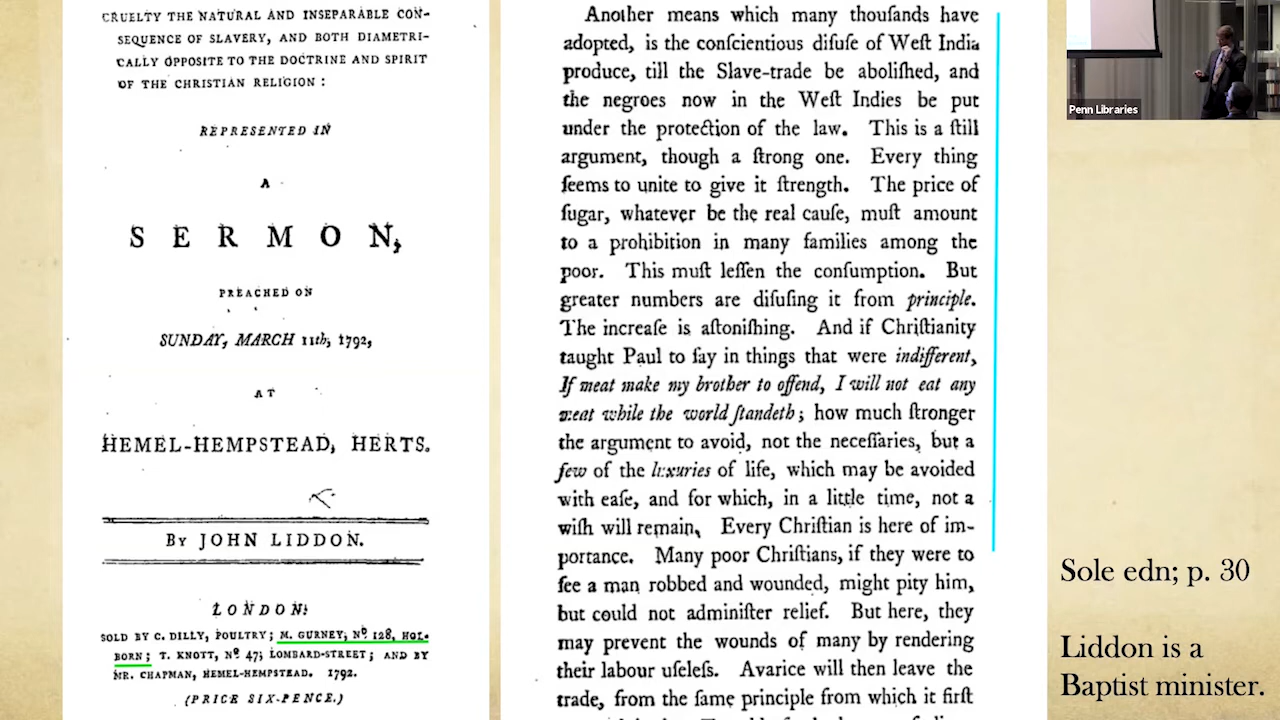 CRUELTY THE NATURAL AND INSEPARABLE CON-
SEQUENCE OF SLAVERY, AND BOTH DIAMETRI-
CALLY OPPOSITE TO THE DOCTRINE AND SPIRIT
OF THE CHRISTIAN RELIGION:
REPRESENTED IN
A
SERMON,
PREACHED ON
SUNDAY, MARCH 11th, 1792,
AT
HEMEL-HEMPSTEAD, HERTS.
By JOHN LIDDON.
LONDON:
SOLD BY C. DILLY, POULTRY; M. GURNEY, Nº 128, HOL-
BORN; T. KNOTT, Nº 47, LOMBARD-STREET; AND BY
MR. CHAPMAN, HEMEL-HEMPSTEAD. 1792.
(PRICE SIX-PENCE.)
Another means which many thouſands have
adopted, is the conſcientious diſuſe of Weſt India
produce, till the Slave-trade be aboliſhed, and
the negroes now in the Weſt Indies be put
under the protection of the law. This is a ſtill
argument, though a ſtrong one. Every thing
ſeems to unite to give it ſtrength. The price of
ſugar, whatever be the real cauſe, muſt amount
to a prohibition in many families among the
poor. This muſt leſſen the conſumption. But
greater numbers are diſuſing it from principle.
The increaſe is aſtoniſhing. And if Chriſtianity
taught Paul to ſay in things that were indifferent,
If meat make my brother to offend, I will not eat any
meat while the world ſtandeth; how much ſtronger
the argument to avoid, not the neceſſaries, but a
few of the luxuries of life, which may be avoided
with eaſe, and for which, in a little time, not a
wiſh will remain. Every Chriſtian is here of im-
portance. Many poor Chriſtians, if they were to
ſee a man robbed and wounded, might pity him,
but could not adminiſter relief. But here, they
may prevent the wounds of many by rendering
their labour uſeleſs. Avarice will then leave the
trade, from the ſame principle from which it firſt
Penn Libraries
Sole edn; p. 30
Liddon is a
Baptist minister.